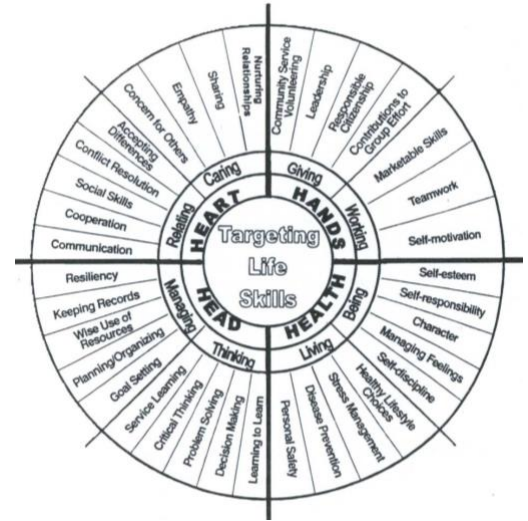 Targeting
Life
Skills
HEART
HANDS
HEALTH
HEAD
Relating
Caring
Giving
Working
Being
Living
Thinking
Managing
Communication
Cooperation
Social Skills
Conflict Resolution
Accepting
Differences
Concern for Others
Empathy
Sharing
Nurturing
Relationships
Community Service
Volunteering
Leadership
Responsible
Citizenship
Contributions to
Group Effort
Marketable Skills
Teamwork
Self-motivation
Self-esteem
Self-responsibility
Character
Managing Feelings
Self-discipline
Healthy Lifestyle
Choices
Stress Management
Disease Prevention
Personal Safety
Learning to Learn
Decision Making
Problem Solving
Critical Thinking
Service Learning
Goal Setting
Planning/Organizing
Wise Use of
Resources
Keeping Records
Resiliency